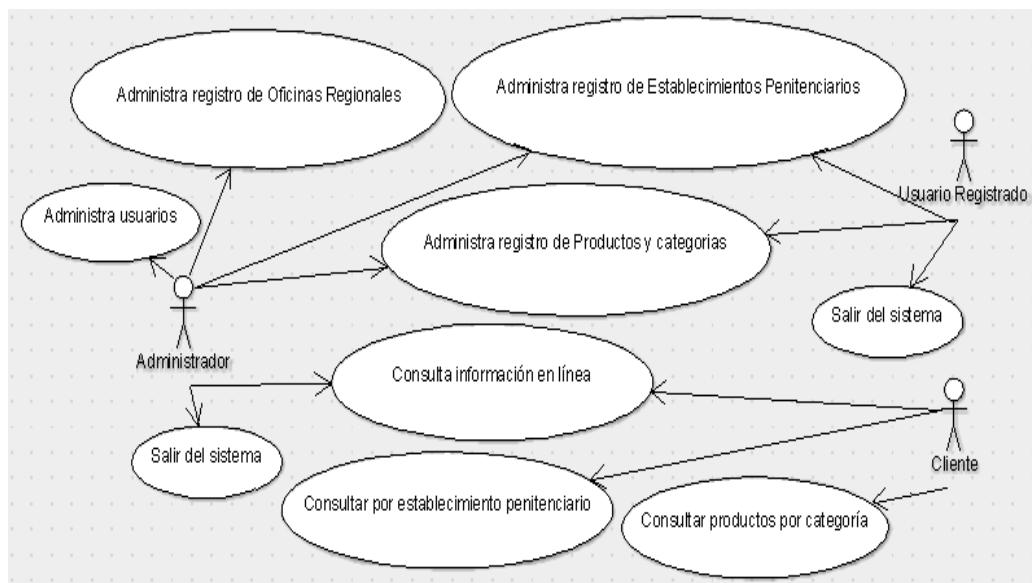 Administra registro de Oficinas Regionales
Administra registro de Establecimientos Penitenciarios
Usuario Registrado
Administra usuarios
Administra registro de Productos y categorias
Salir del sistema
Administrador
Consulta información en línea
Salir del sistema
Cliente
Consultar por establecimiento penitenciario
Consultar productos por categoría